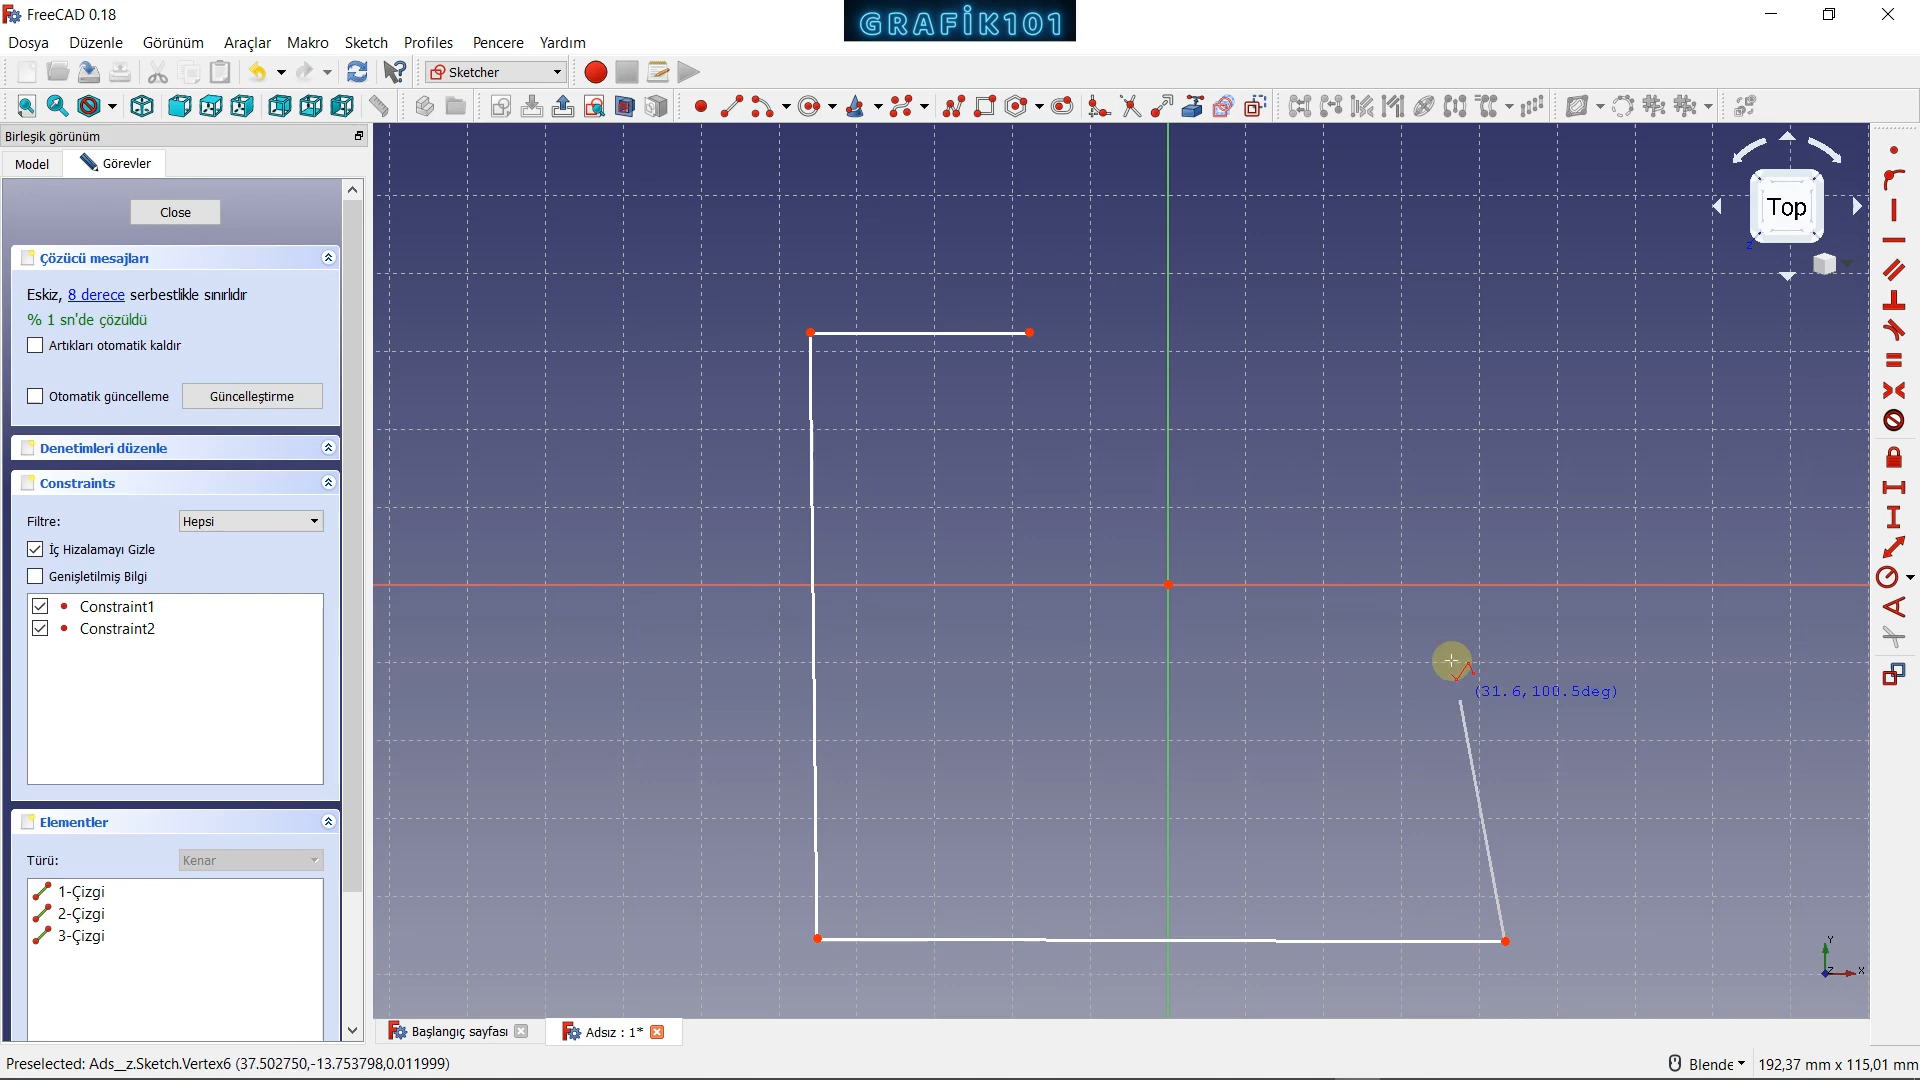 FreeCAD 0.18
GRAFİK101
Dosya Düzenle Görünüm Araçlar Makro Sketch Profiles Pencere Yardım
Sketcher
Birleşik görünüm
Model Görevler
Close
Çözücü mesajları
Eskiz, 8 derece serbestlikle sınırlıdır
% 1 sn'de çözüldü
Artıkları otomatik kaldır
Otomatik güncelleme Güncelleştirme
Denetimleri düzenle
Constraints
Filtre: Hepsi
İç Hizalamayı Gizle
Genişletilmiş Bilgi
Constraint1
Constraint2
Elementler
Türü: Kenar
1-Çizgi
2-Çizgi
3-Çizgi
Top
Z
(31.6,100.5deg)
Y
Z X
Başlangıç sayfası Adsız : 1*
Preselected: Ads__z.Sketch.Vertex6 (37.502750,-13.753798,0.011999)
Blende 192,37 mm x 115,01 mm